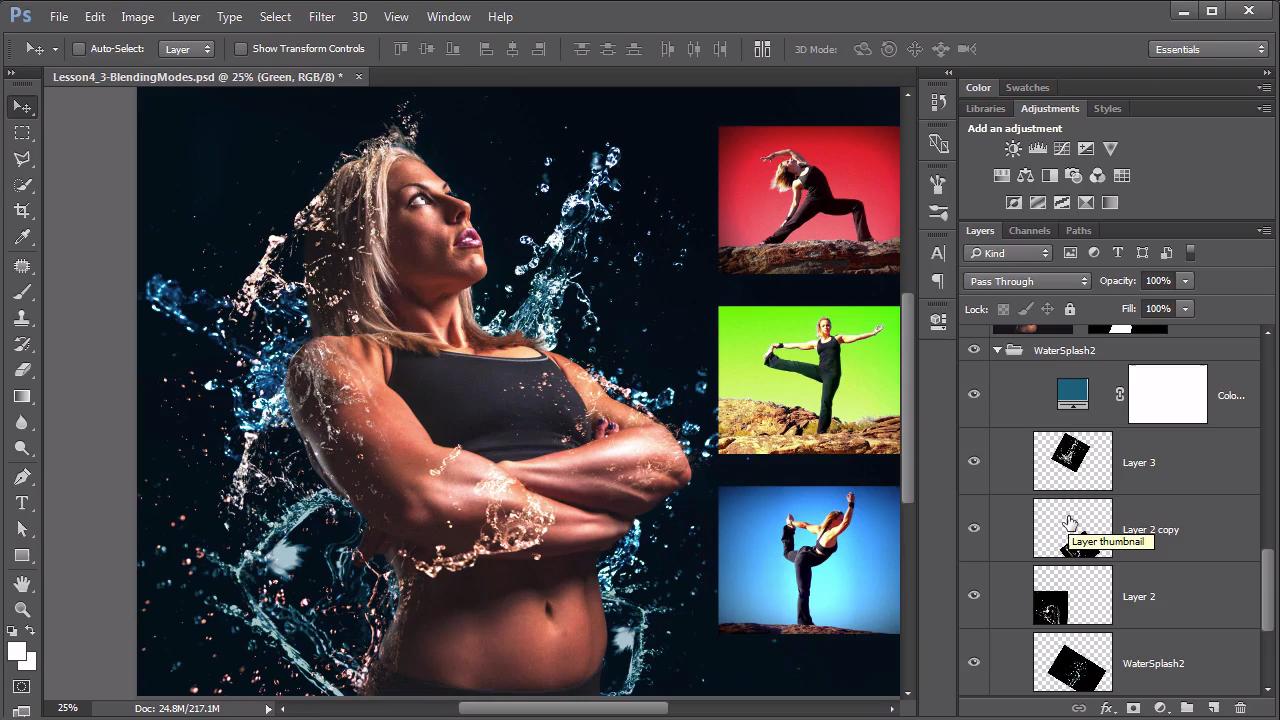 Ps File Edit Image Layer Type Select Filter 3D View Window Help
Auto-Select: Layer Show Transform Controls 3D Mode: Essentials
Lesson4_3-BlendingModes.psd @ 25% (Green, RGB/8) * ×
Color Swatches
Libraries Adjustments Styles
Add an adjustment
Layers Channels Paths
Kind
Pass Through Opacity: 100%
Lock: Fill: 100%
WaterSplash2
Colo...
Layer 3
Layer 2 copy
Layer thumbnail
Layer 2
WaterSplash2
25% Doc: 24.8M/217.1M